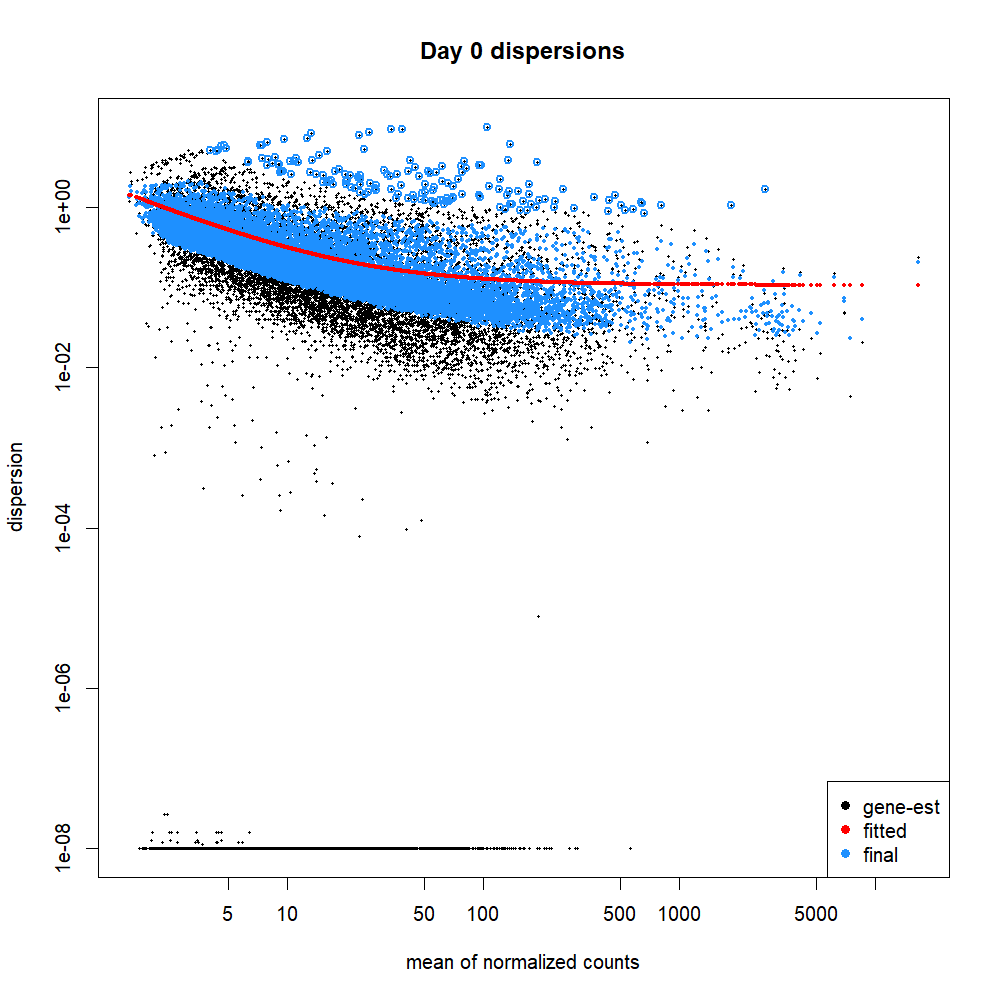 Day 0 dispersions
dispersion
1e+00
1e-02
1e-04
1e-06
1e-08
gene-est
fitted
final
5 10 50 100 500 1000 5000
mean of normalized counts